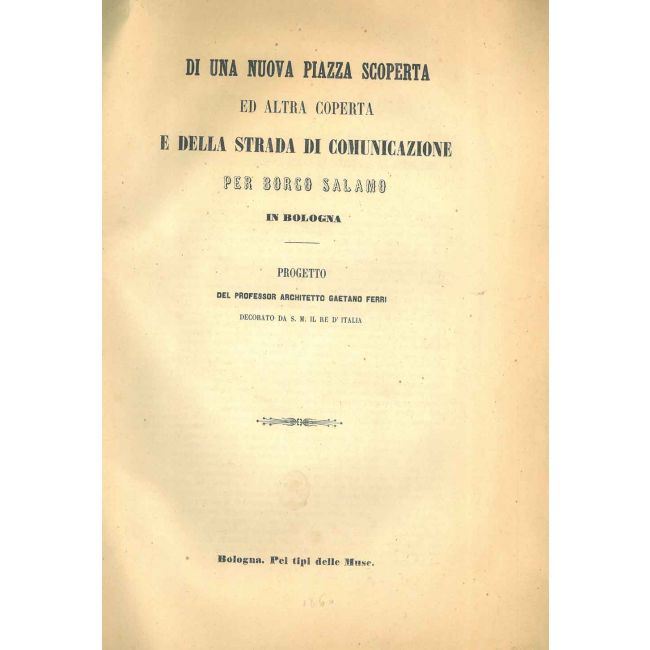 DI UNA NUOVA PIAZZA SCOPERTA
ED ALTRA COPERTA
E DELLA STRADA DI COMUNICAZIONE
PER BORGO SALAMO
IN BOLOGNA
PROGETTO
DEL PROFESSOR ARCHITETTO GAETANO FERRI
DECORATO DA S. M. IL RE D' ITALIA
Bologna. Pei tipi delle Muse.